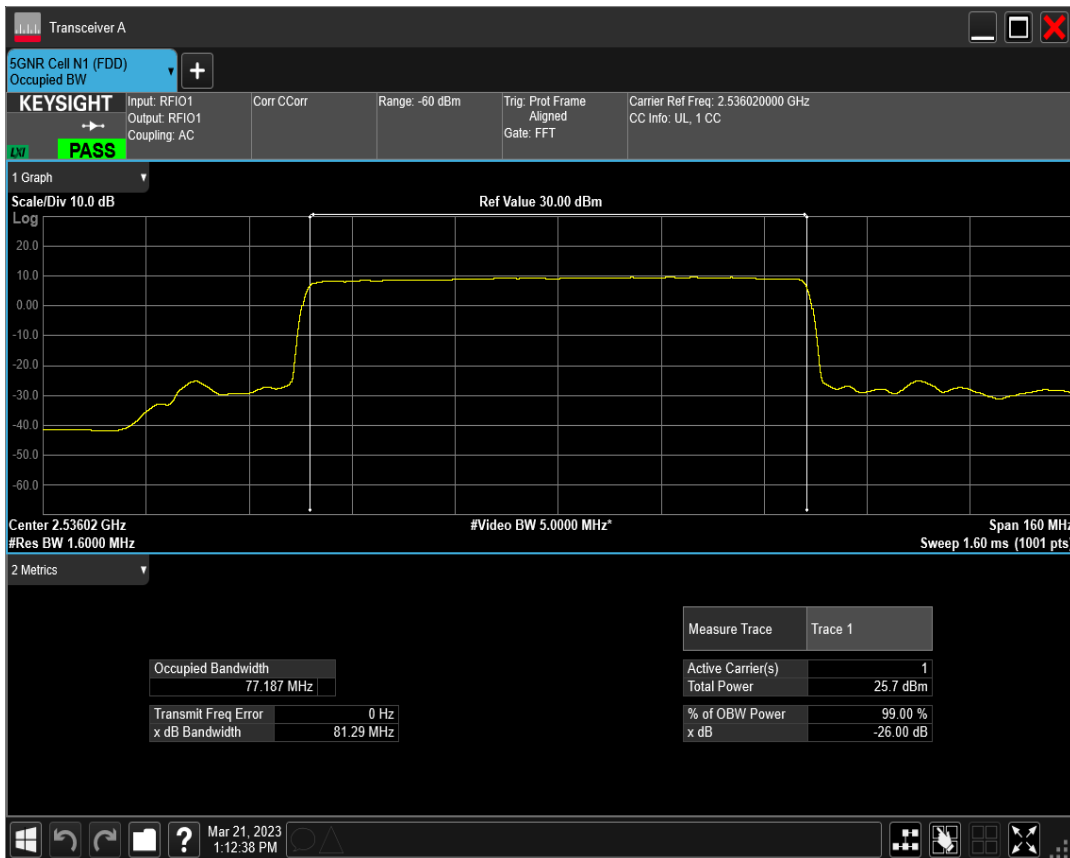 Transceiver A
5GNR Cell N1 (FDD)
Occupied BW
+
KEYSIGHT
LXI
PASS
Input: RFIO1
Output: RFIO1
Coupling: AC
Corr CCorr
Range: -60 dBm
Trig: Prot Frame
Aligned
Gate: FFT
Carrier Ref Freq: 2.536020000 GHz
CC Info: UL, 1 CC
1 Graph
Scale/Div 10.0 dB
Ref Value 30.00 dBm
Log
20.0
10.0
0.00
-10.0
-20.0
-30.0
-40.0
-50.0
-60.0
Center 2.53602 GHz
#Video BW 5.0000 MHz*
Span 160 MHz
#Res BW 1.6000 MHz
Sweep 1.60 ms (1001 pts)
2 Metrics
Measure Trace Trace 1
Occupied Bandwidth
77.187 MHz
Active Carrier(s) 1
Total Power 25.7 dBm
Transmit Freq Error 0 Hz
x dB Bandwidth 81.29 MHz
% of OBW Power 99.00 %
x dB -26.00 dB
?
Mar 21, 2023
1:12:38 PM